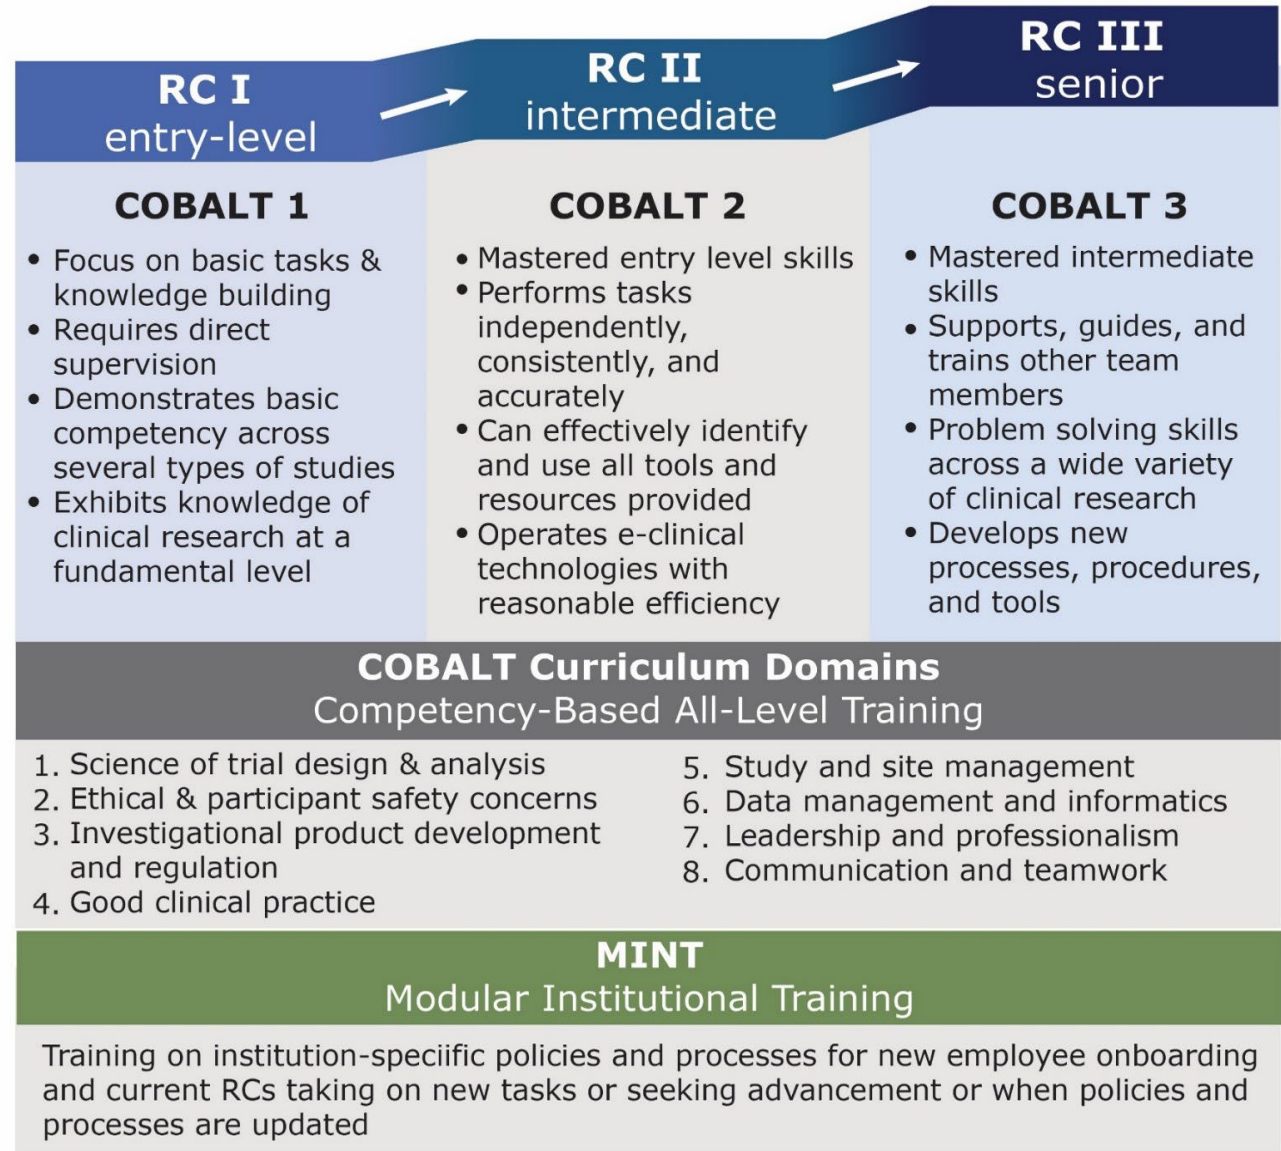 RC I
entry-level
RC II
intermediate
RC III
senior
COBALT 1
• Focus on basic tasks &
knowledge building
• Requires direct
supervision
• Demonstrates basic
competency across
several types of studies
• Exhibits knowledge of
clinical research at a
fundamental level
COBALT 2
• Mastered entry level skills
• Performs tasks
independently,
consistently, and
accurately
• Can effectively identify
and use all tools and
resources provided
• Operates e-clinical
technologies with
reasonable efficiency
COBALT 3
• Mastered intermediate
skills
• Supports, guides, and
trains other team
members
• Problem solving skills
across a wide variety
of clinical research
• Develops new
processes, procedures,
and tools
COBALT Curriculum Domains
Competency-Based All-Level Training
1. Science of trial design & analysis
2. Ethical & participant safety concerns
3. Investigational product development
and regulation
4. Good clinical practice
5. Study and site management
6. Data management and informatics
7. Leadership and professionalism
8. Communication and teamwork
MINT
Modular Institutional Training
Training on institution-speciific policies and processes for new employee onboarding
and current RCs taking on new tasks or seeking advancement or when policies and
processes are updated